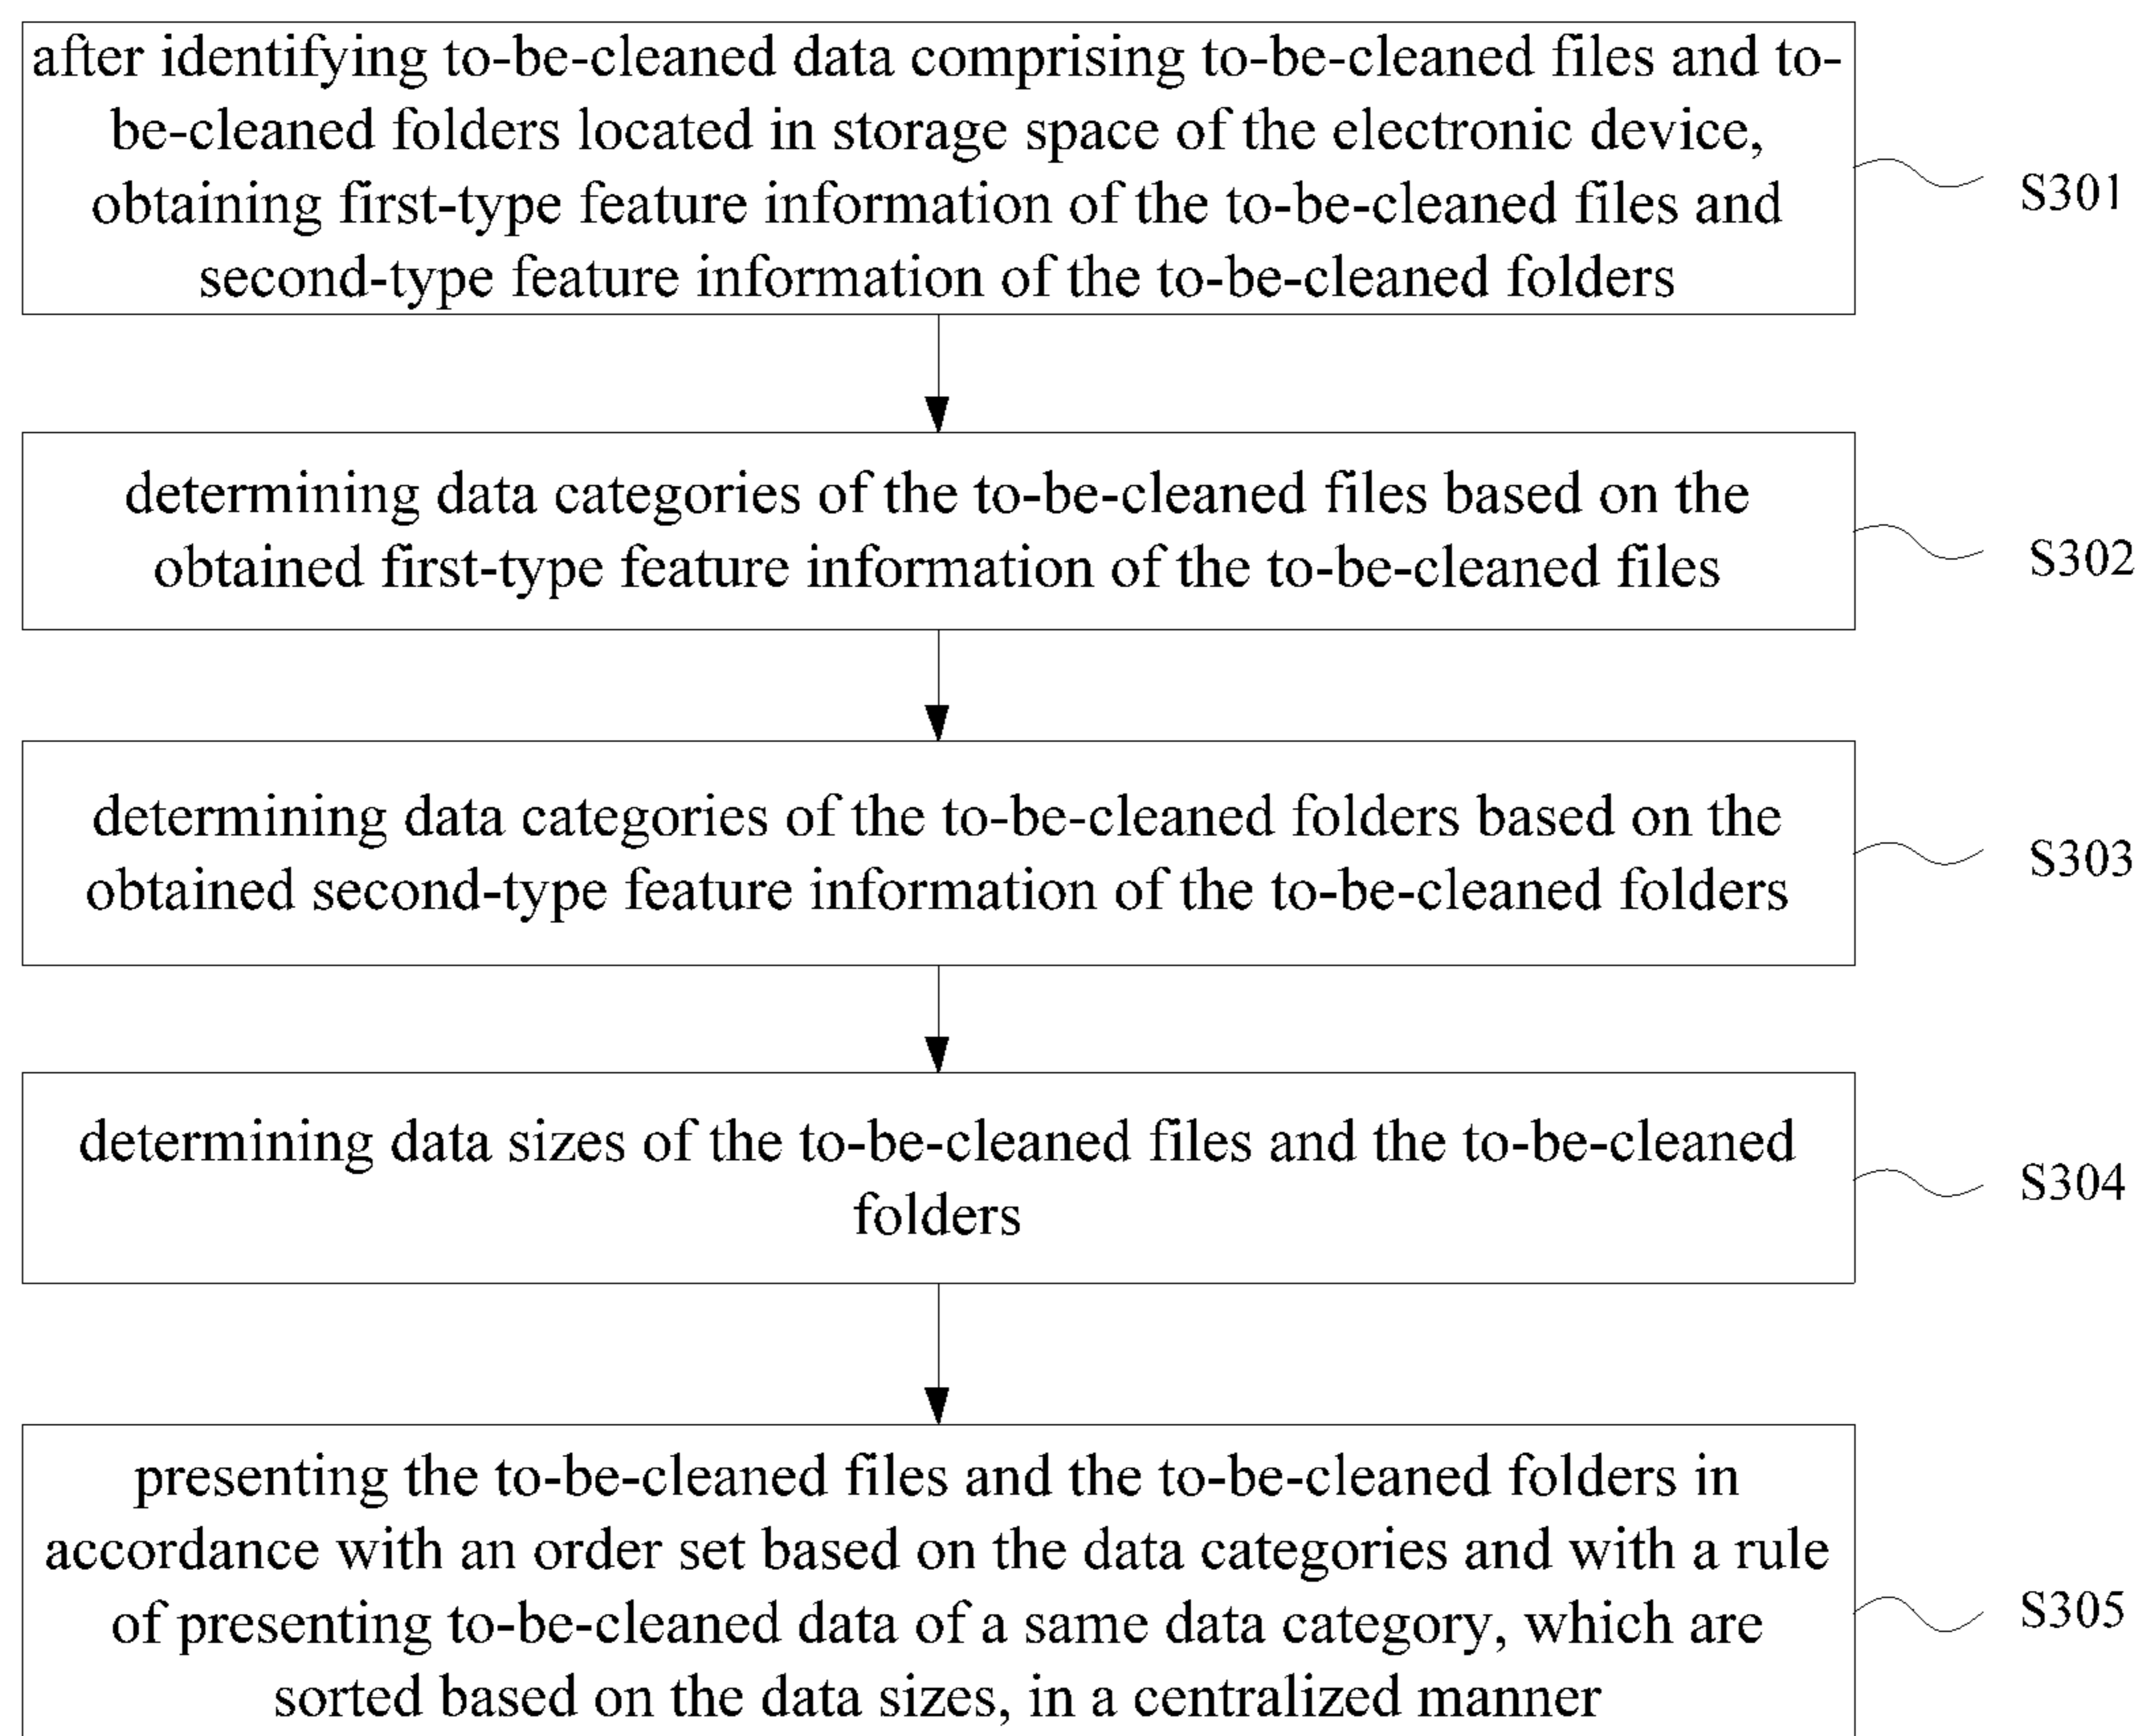 after identifying to-be-cleaned data comprising to-be-cleaned files and to-
be-cleaned folders located in storage space of the electronic device,
obtaining first-type feature information of the to-be-cleaned files and
second-type feature information of the to-be-cleaned folders
S301
determining data categories of the to-be-cleaned files based on the
obtained first-type feature information of the to-be-cleaned files
S302
determining data categories of the to-be-cleaned folders based on the
obtained second-type feature information of the to-be-cleaned folders
S303
determining data sizes of the to-be-cleaned files and the to-be-cleaned
folders
S304
presenting the to-be-cleaned files and the to-be-cleaned folders in
accordance with an order set based on the data categories and with a rule
of presenting to-be-cleaned data of a same data category, which are
sorted based on the data sizes, in a centralized manner
S305